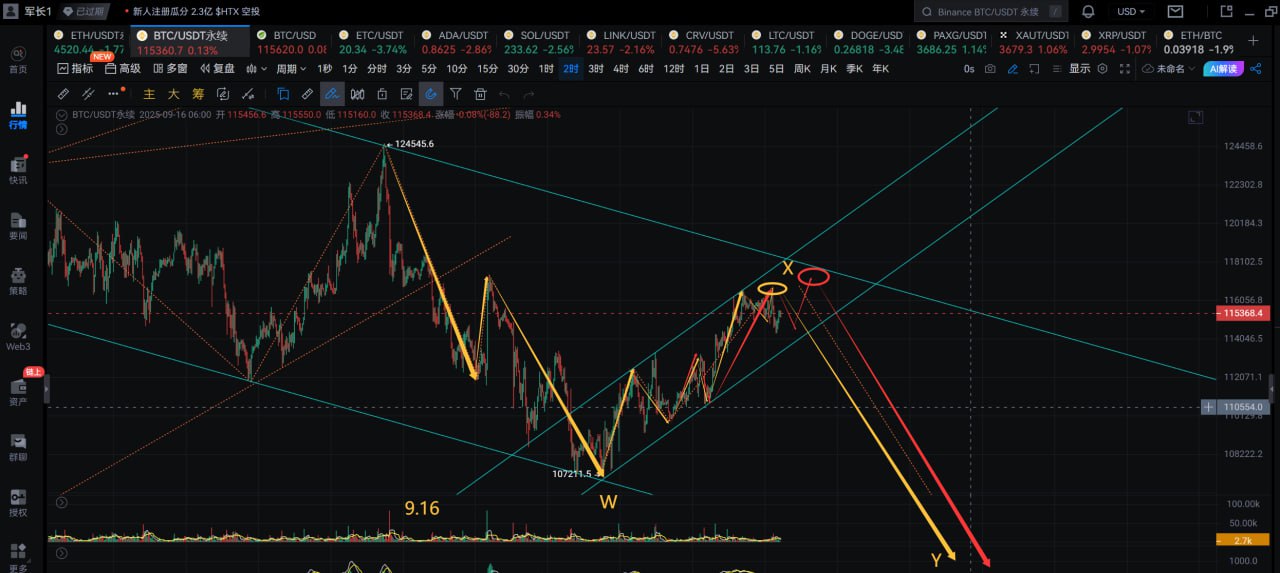 军长1 已过期 新人注册瓜分 2.3亿 $HTX 空投 Binance BTC/USDT 永续 / USD
ETH/USDT永 BTC/USDT永续 BTC/USD ETC/USDT ADA/USDT SOL/USDT LINK/USDT CRV/USDT LTC/USDT DOGE/USD PAXG/USD1 XAUT/USD1 XRP/USDT ETH/BTC
4520.44 -1.77 115360.7 0.13% 115620.0 0.08 20.34 -3.74% 0.8625 -2.86% 233.62 -2.56% 23.57 -2.16% 0.7476 -5.63% 113.76 -1.16% 0.26818 -3.48 3686.25 1.14% 3679.3 1.06% 2.9954 -1.07% 0.03918 -1.9%
NEW
指标 高级 多窗 复盘 周期 1秒 1分 分时 3分 5分 10分 15分 30分 1时 2时 3时 4时 6时 12时 1日 2日 3日 5日 周K 月K 季K 年K 0s 显示 未命名 AI解读
主 大 筹
BTC/USDT永续 2025-09-16 06:00 开 115456.6 高 115550.0 低 115160.0 收 115368.4 涨幅 -0.08%(-88.2) 振幅 0.34%
首页
行情
快讯
要闻
策略
Web3
链上
资产
群聊
授权
更多
124545.6
X
107211.5
W
9.16
Y
124458.6
122302.8
120184.3
118102.5
116056.8
115368.4
114046.5
112071.1
110554.0
110129.8
108222.2
100.00k
50.00k
2.7k
1000.0